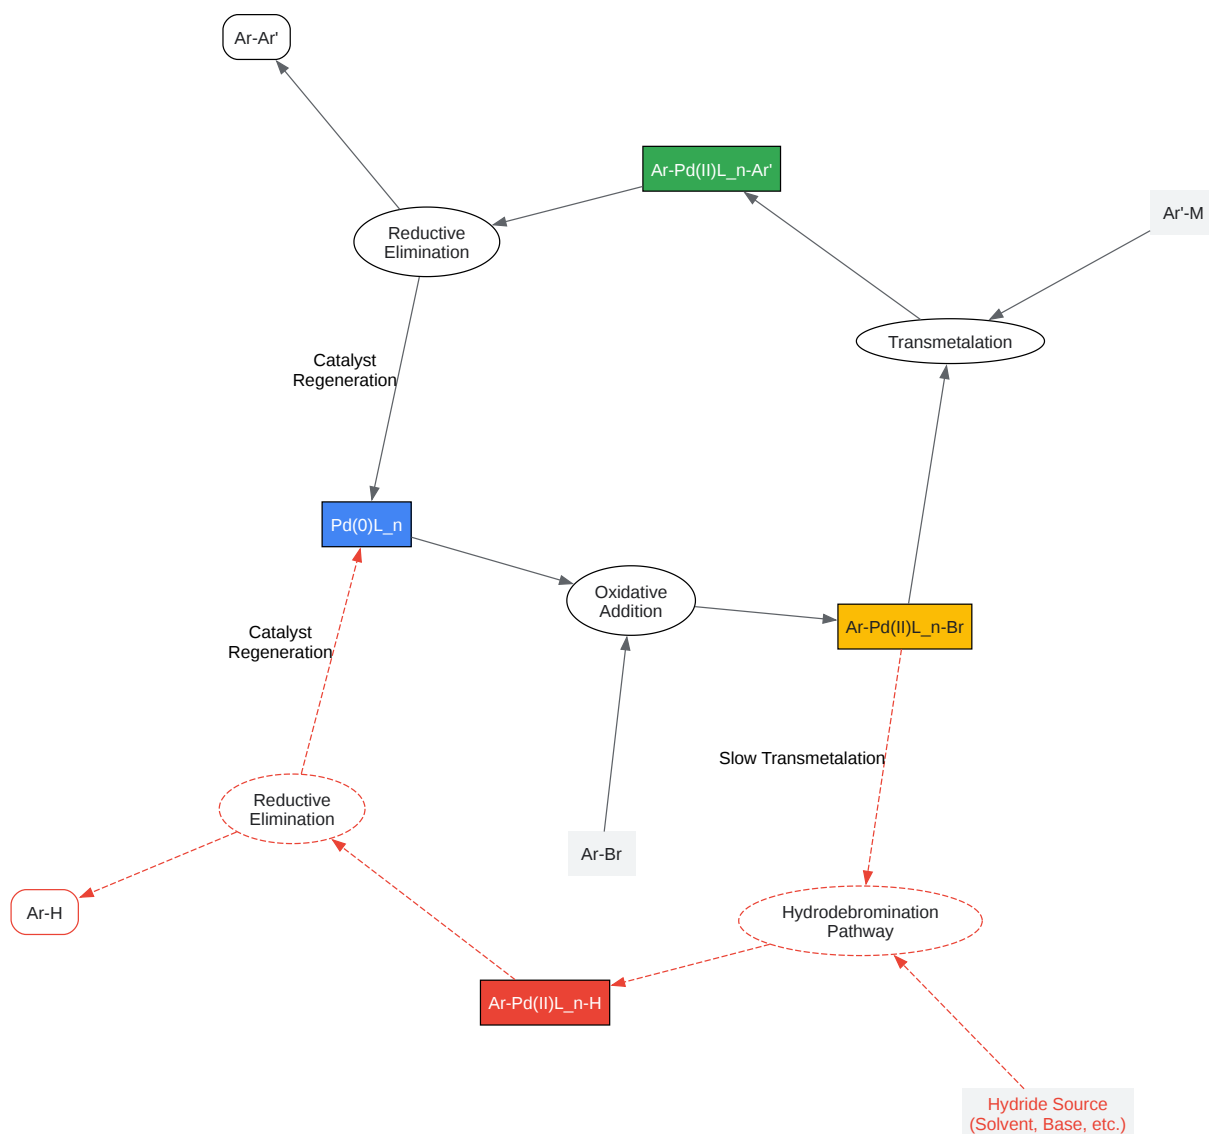 Ar-Ar'
Ar-Pd(II)L_n-Ar'
Ar'-M
Reductive
Elimination
Transmetalation
Catalyst
Regeneration
Pd(0)L_n
Oxidative
Addition
Ar-Pd(II)L_n-Br
Catalyst
Regeneration
Slow Transmetalation
Reductive
Elimination
Ar-Br
Ar-H
Hydrodebromination
Pathway
Ar-Pd(II)L_n-H
Hydride Source
(Solvent, Base, etc.)